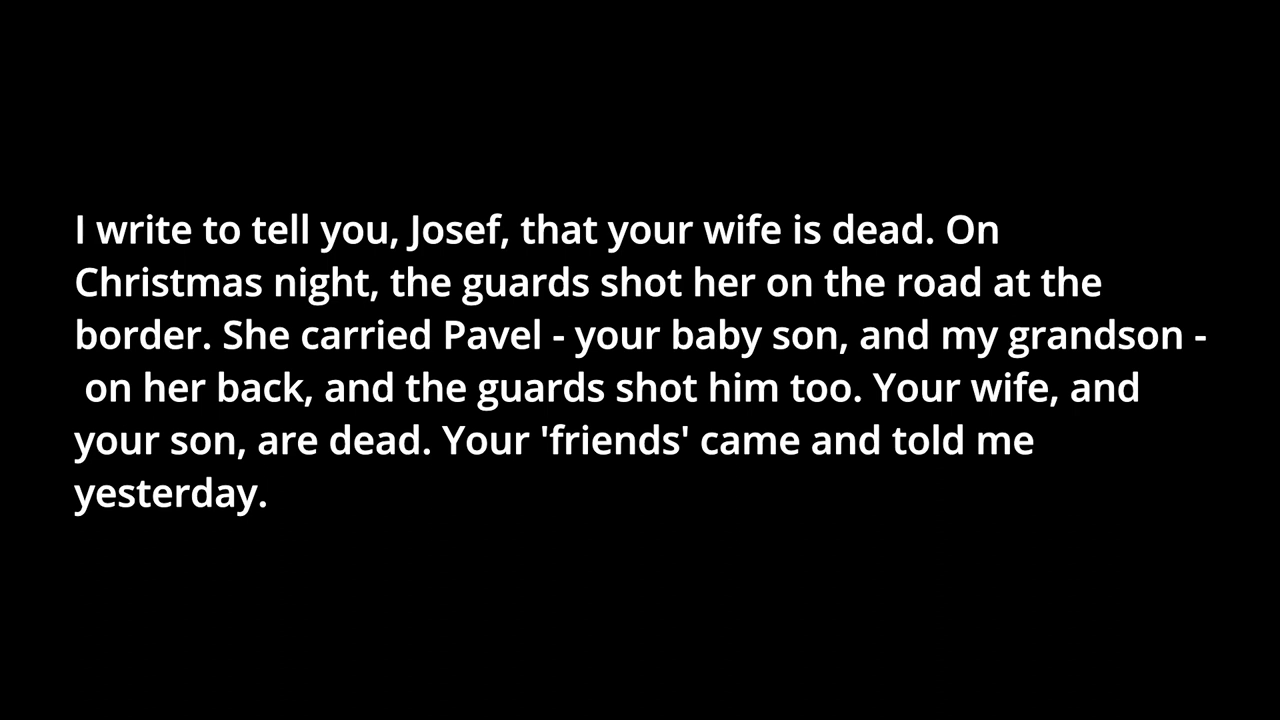 I write to tell you, Josef, that your wife is dead. On
Christmas night, the guards shot her on the road at the
border. She carried Pavel - your baby son, and my grandson -
on her back, and the guards shot him too. Your wife, and
your son, are dead. Your 'friends' came and told me
yesterday.